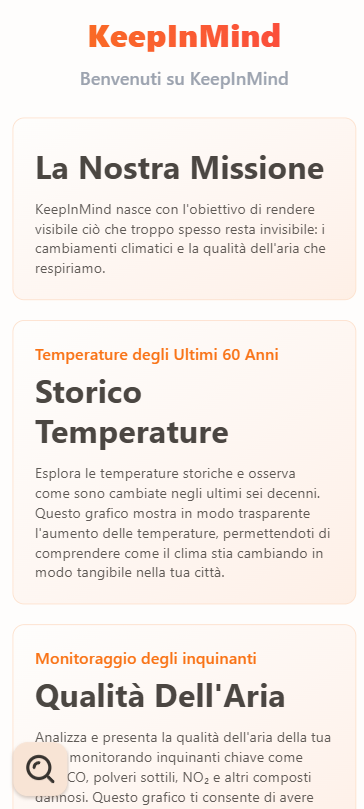 KeepInMind
Benvenuti su KeepInMind
La Nostra Missione
KeepInMind nasce con l'obiettivo di rendere
visibile ciò che troppo spesso resta invisibile: i
cambiamenti climatici e la qualità dell'aria che
respiriamo.
Temperature degli Ultimi 60 Anni
Storico
Temperature
Esplora le temperature storiche e osserva
come sono cambiate negli ultimi sei decenni.
Questo grafico mostra in modo trasparente
l'aumento delle temperature, permettendoti di
comprendere come il clima stia cambiando in
modo tangibile nella tua città.
Monitoraggio degli inquinanti
Qualità Dell'Aria
Analizza e presenta la qualità dell'aria della tua
monitorando inquinanti chiave come
CO, polveri sottili, NO₂ e altri composti
dannosi. Questo grafico ti consente di avere